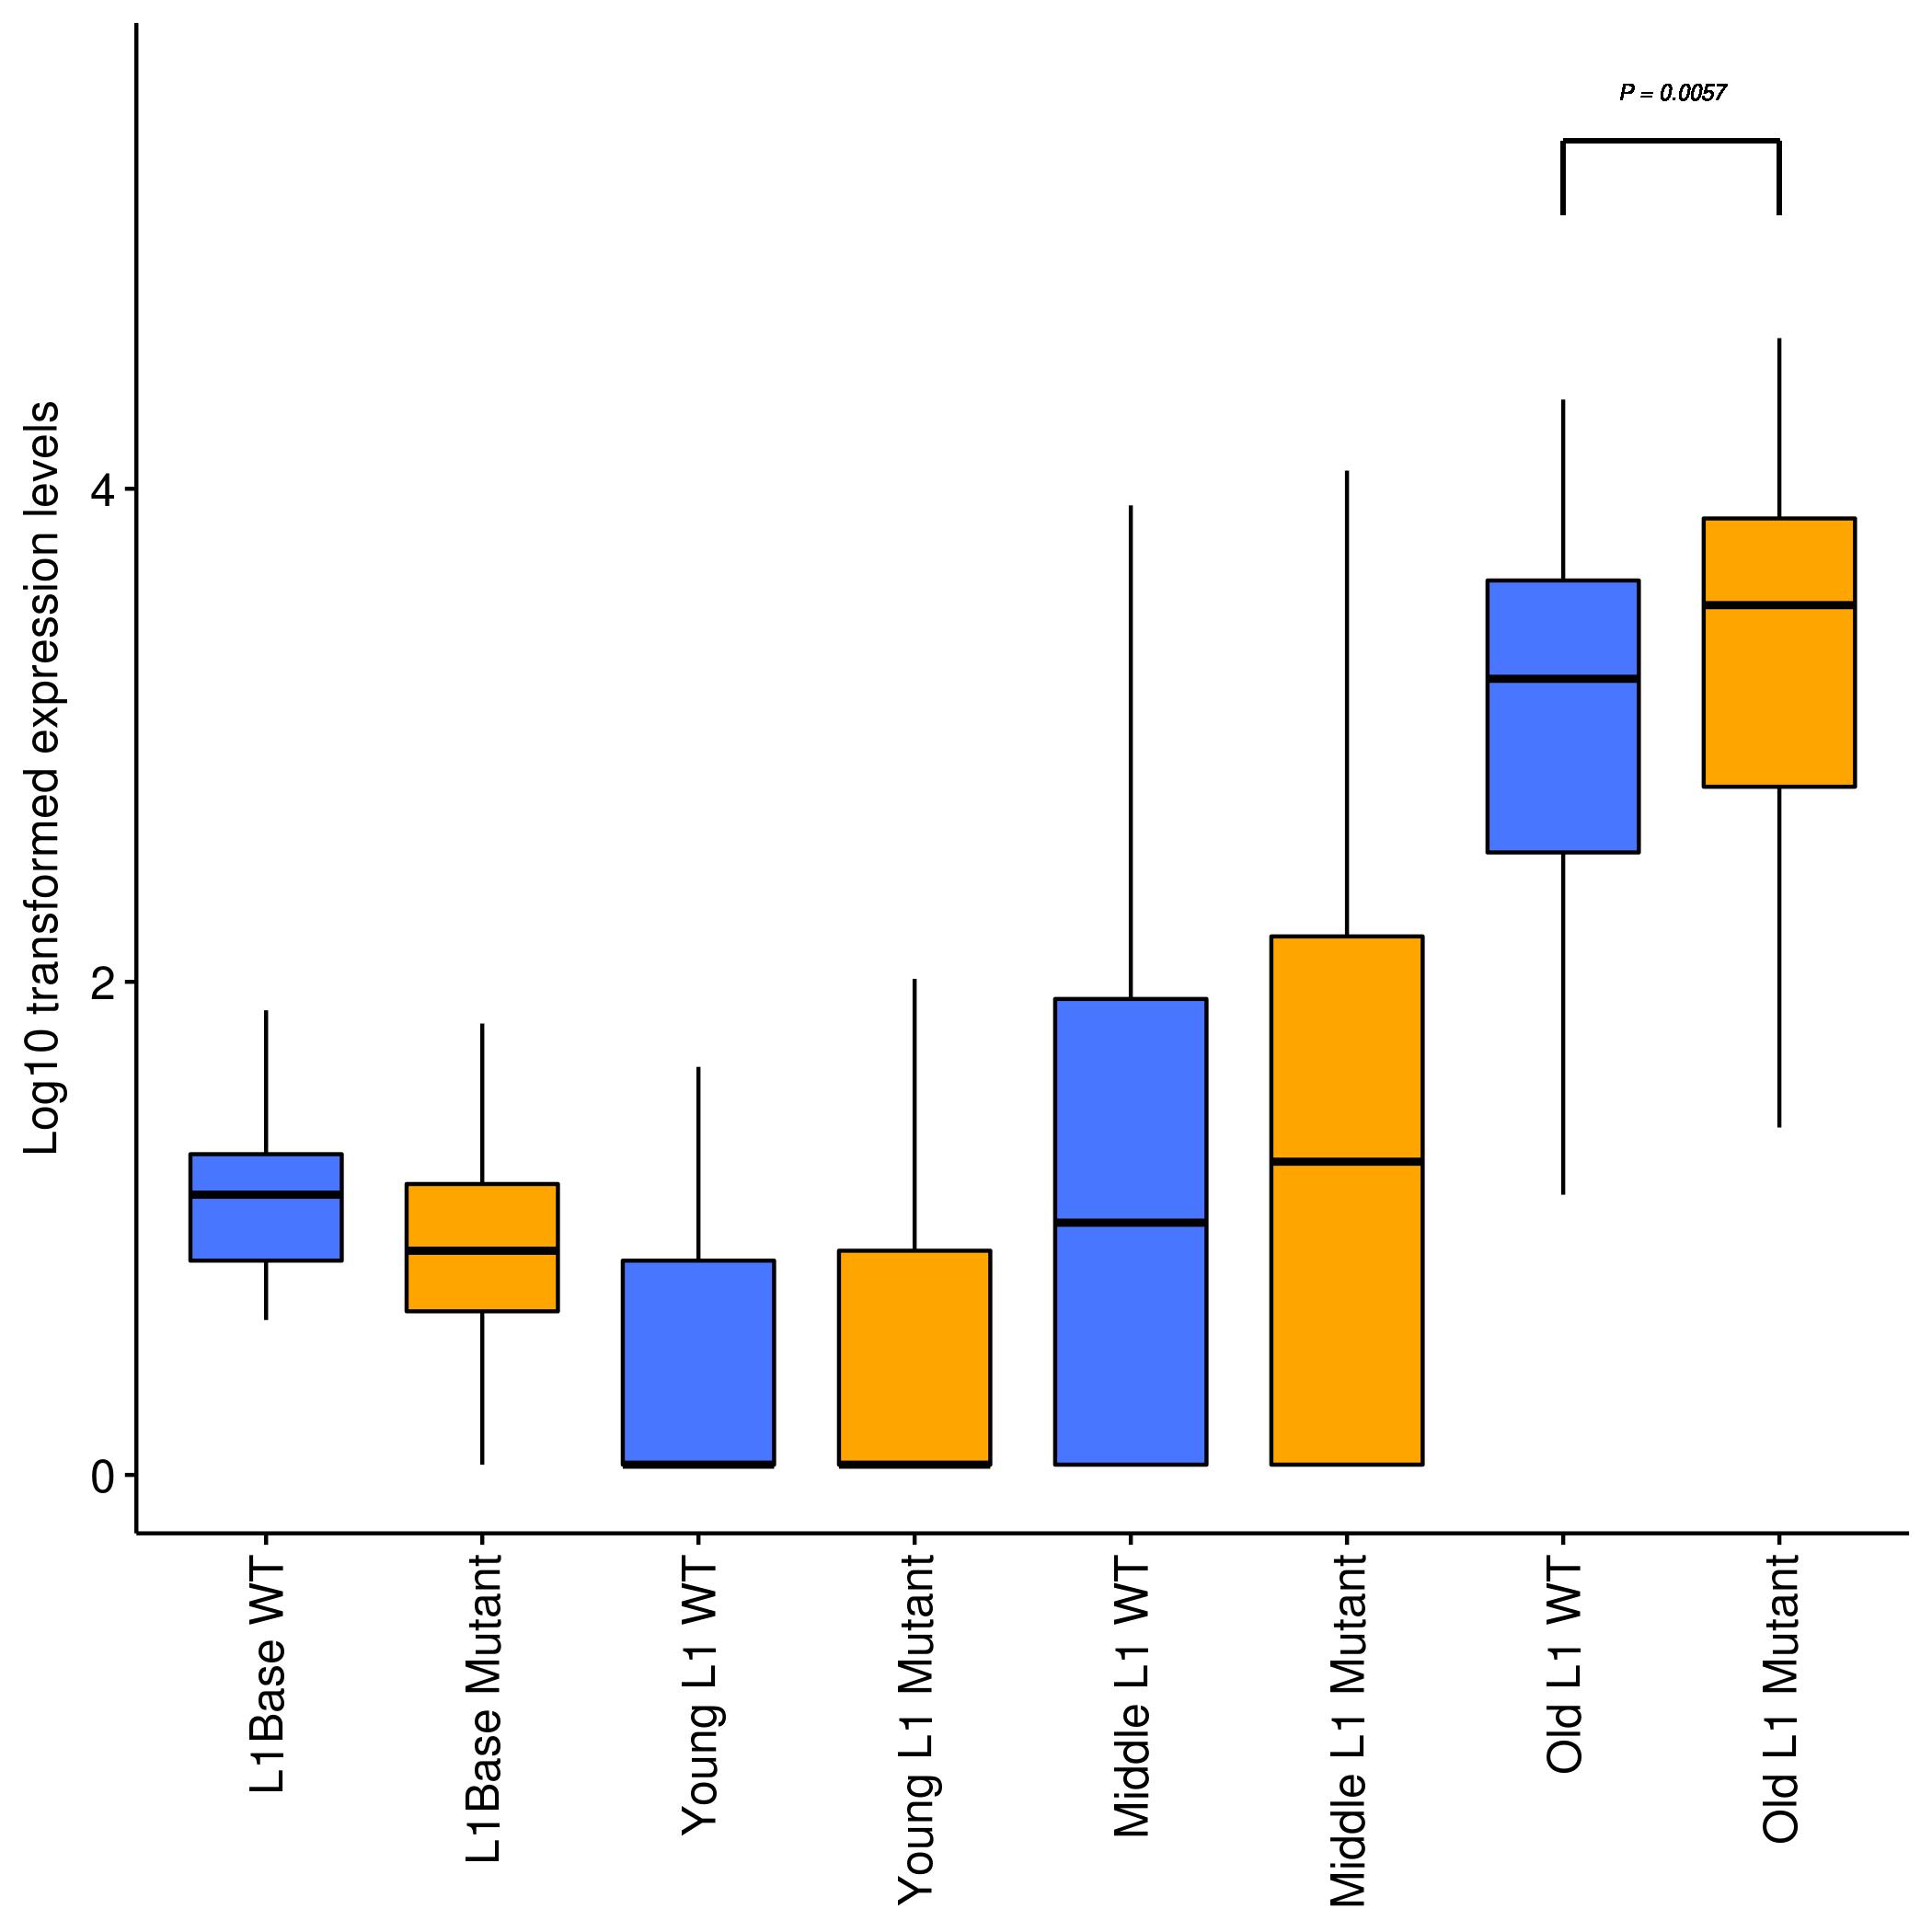 P = 0.0057
Log10 transformed expression levels
4
2
0
L1Base WT
L1Base Mutant
Young L1 WT
Young L1 Mutant
Middle L1 WT
Middle L1 Mutant
Old L1 WT
Old L1 Mutant